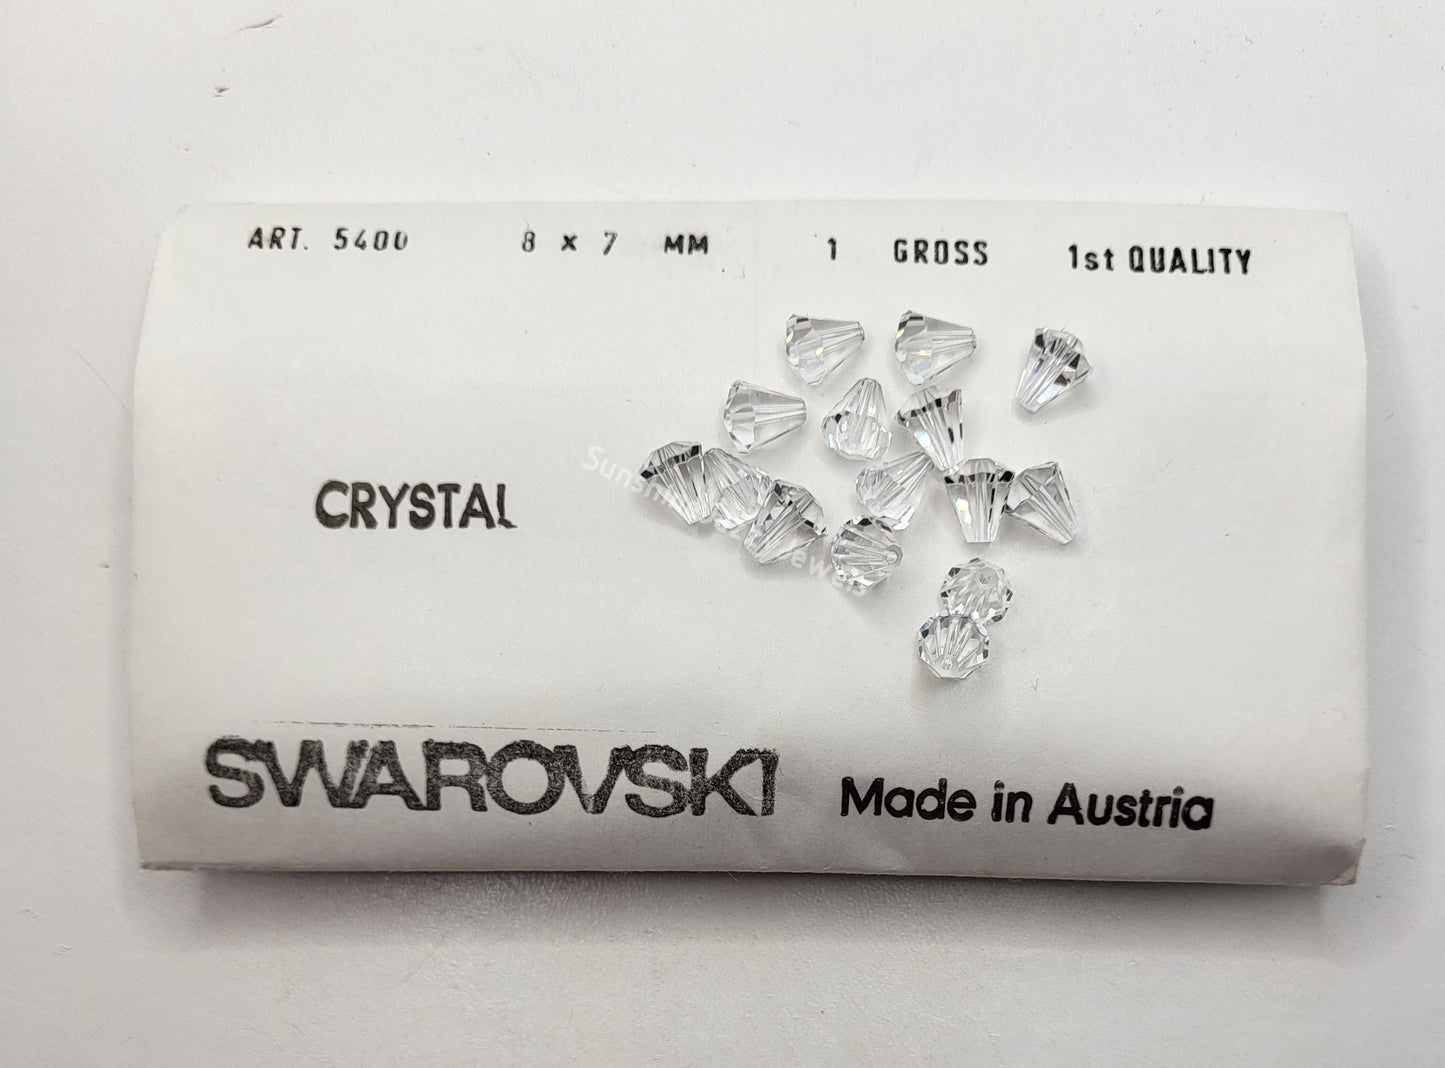 ART. 5400 8 x 7 MM 1 GROSS 1st QUALITY
CRYSTAL
SWAROVSKI Made in Austria